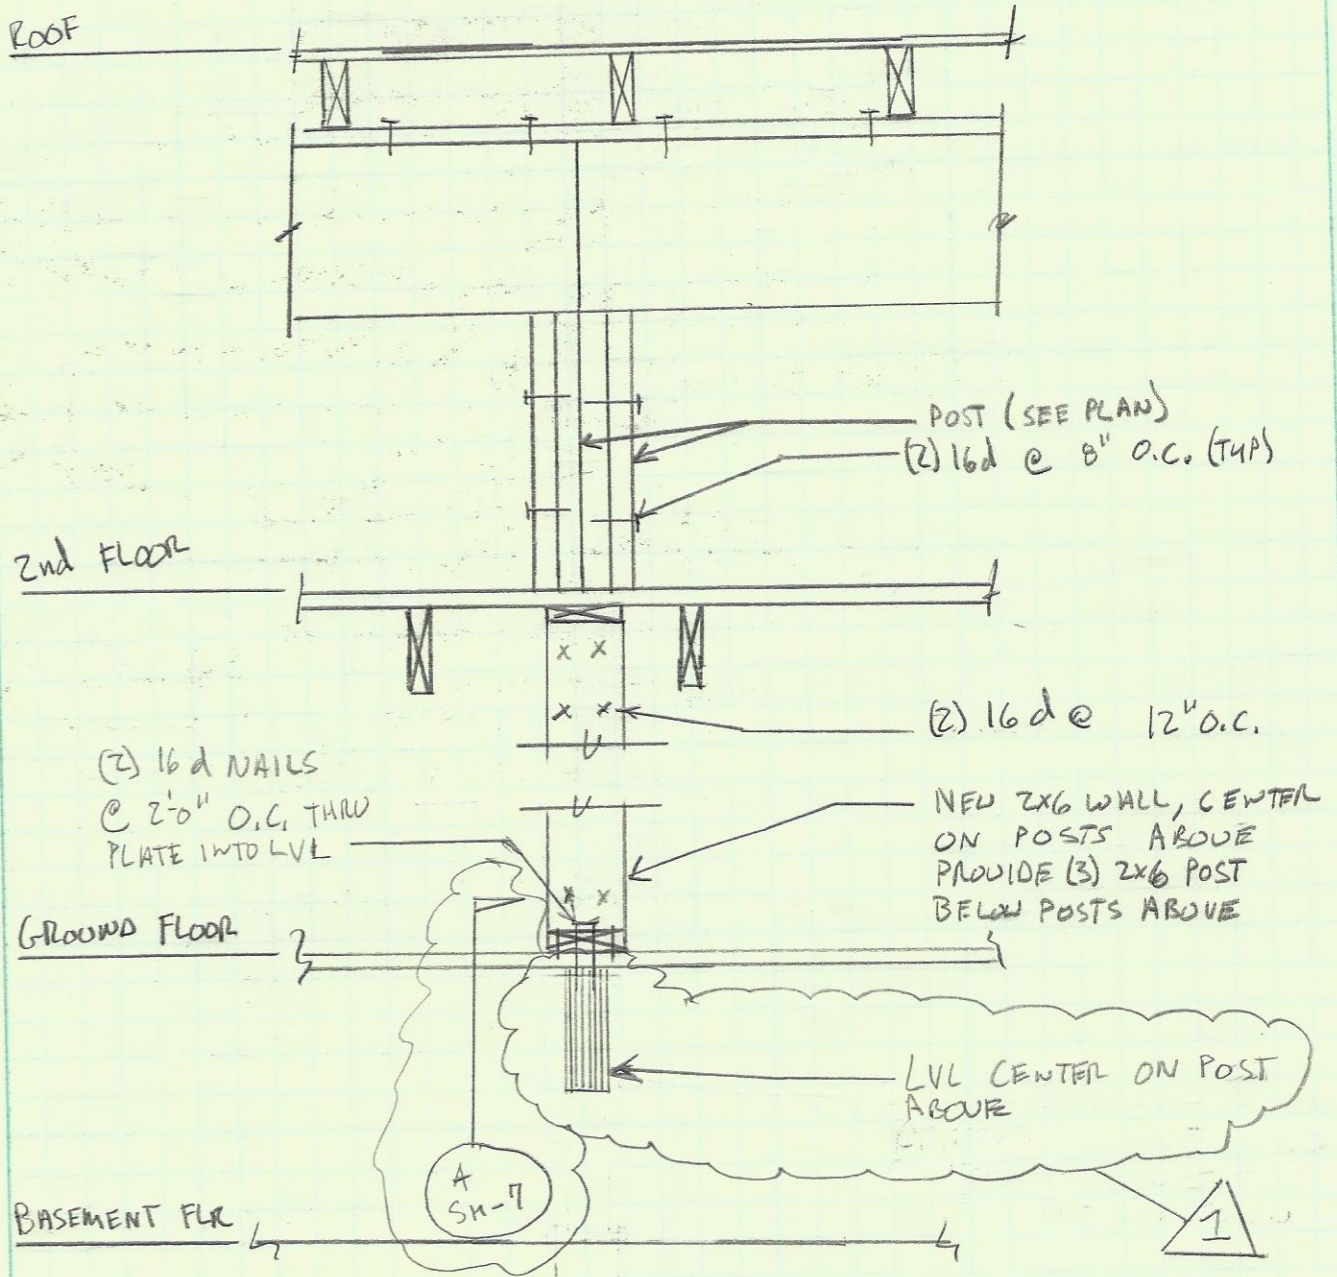 ROOF
POST (SEE PLAN)
(2) 16d @ 8" O.C. (TYP)
2nd FLOOR
(2) 16d @ 12" O.C.
(2) 16d NAILS
@ 2'-0" O.C. THRU
PLATE INTO LVL
NEW 2x6 WALL, CENTER
ON POSTS ABOVE
PROVIDE (3) 2x6 POST
BELOW POSTS ABOVE
GROUND FLOOR
LVL CENTER ON POST
ABOVE
A
SH-7
1
BASEMENT FLR